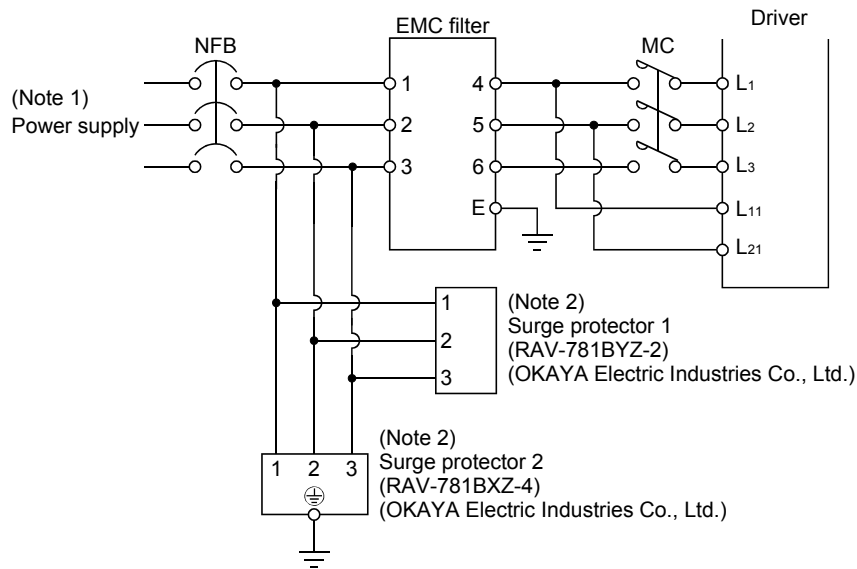 Driver
EMC filter
NFB
MC
(Note 1)
Power supply
1
2
3
4
5
6
E
L1
L2
L3
L11
L21
1
2
3
(Note 2)
Surge protector 1
(RAV-781BYZ-2)
(OKAYA Electric Industries Co., Ltd.)
1 2 3
(Note 2)
Surge protector 2
(RAV-781BXZ-4)
(OKAYA Electric Industries Co., Ltd.)